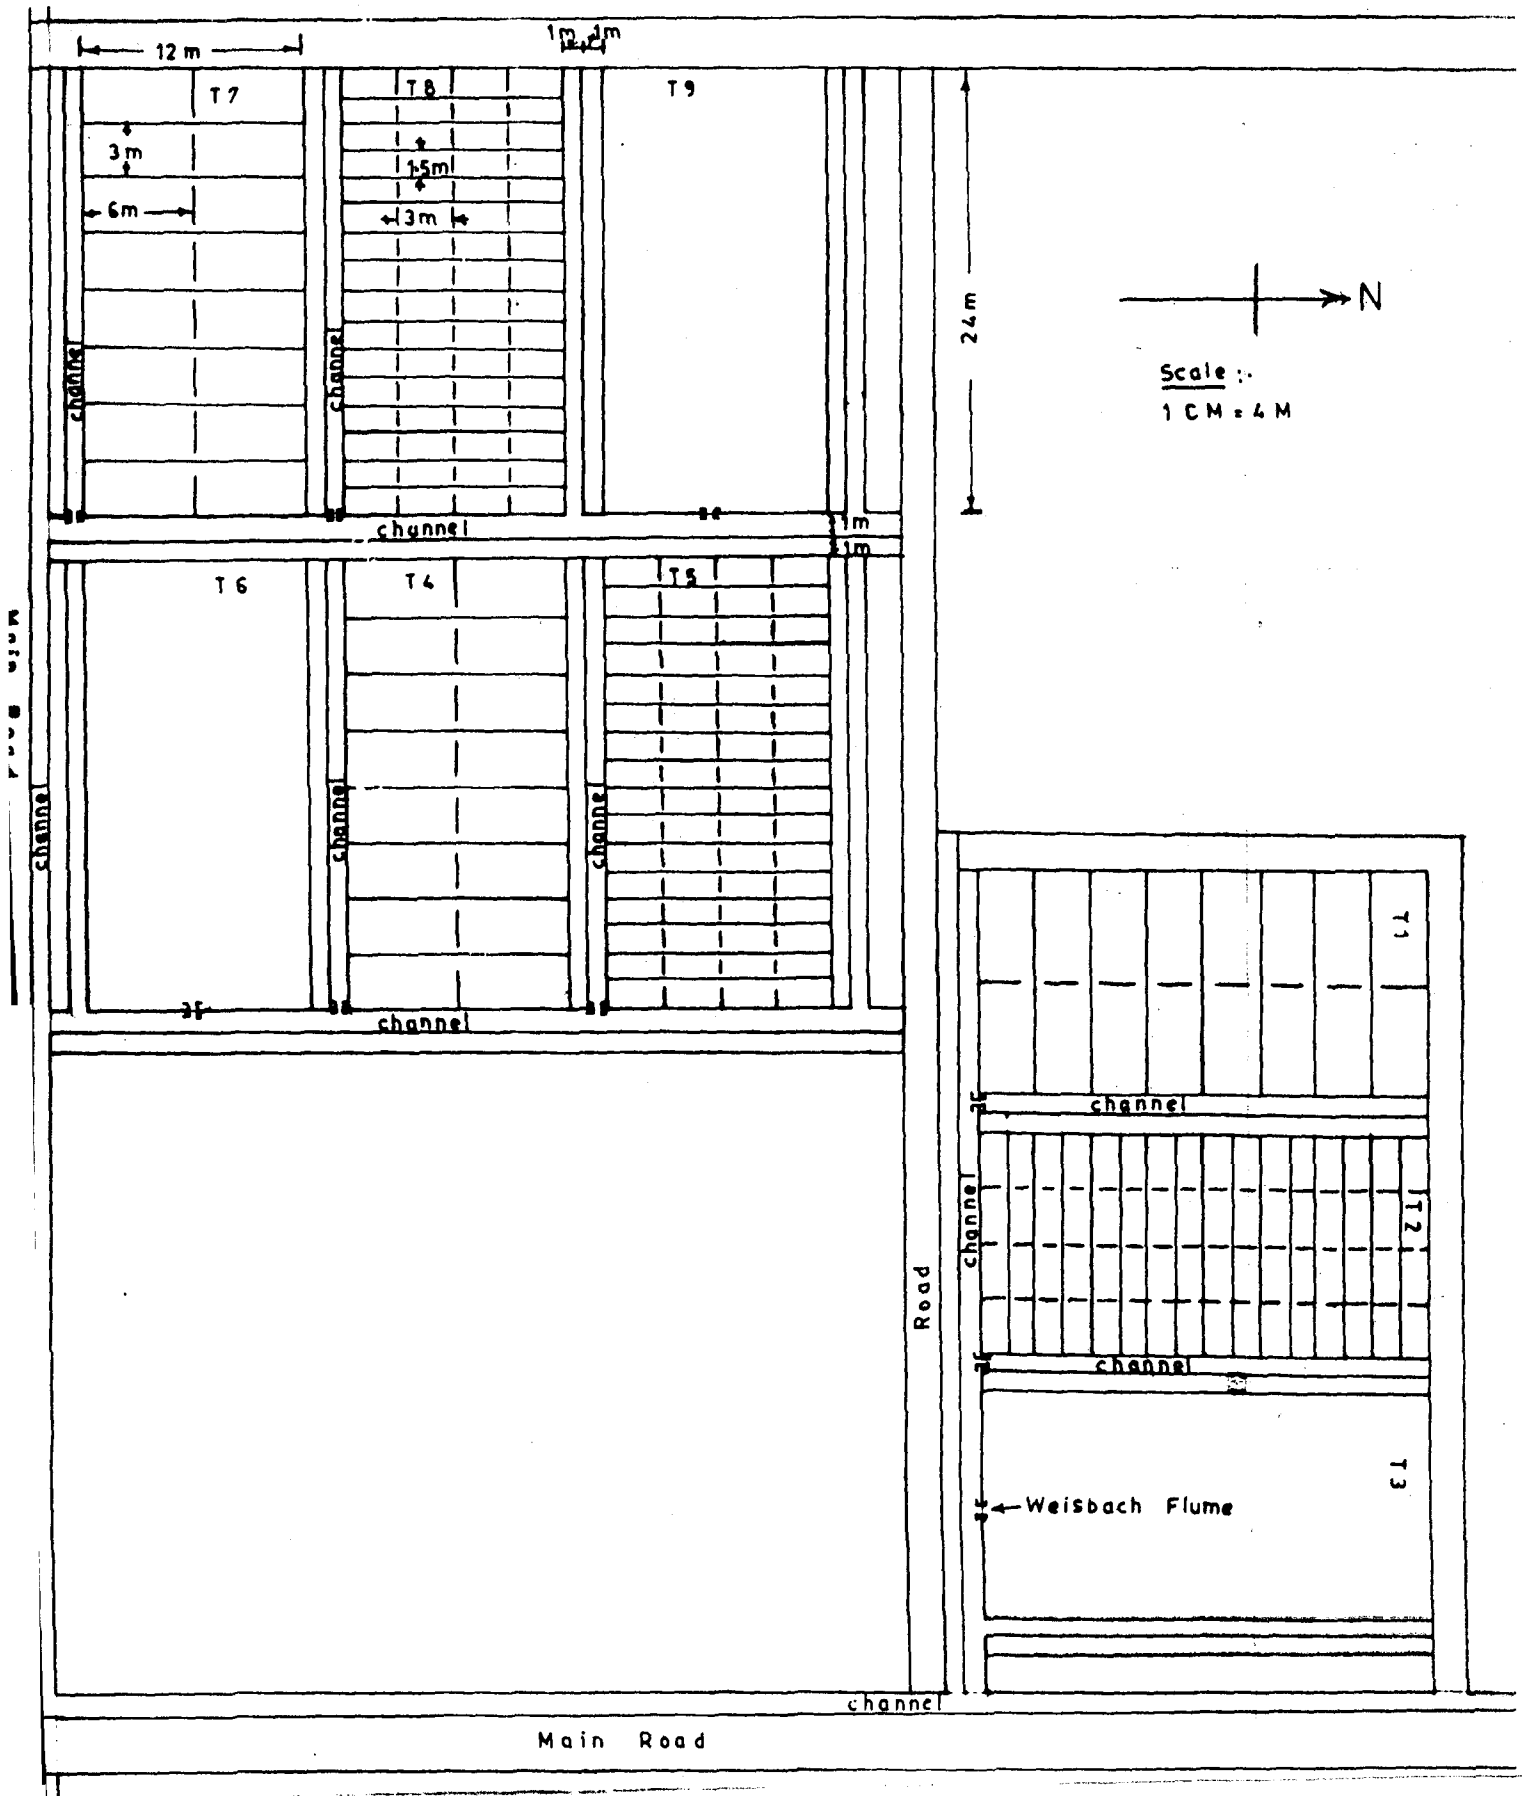 12 m
1m 1m
T7
T8
T9
3m
1·5m
6m
3m
24m
N
Scale :-
1 CM = 4 M
channel
channel
channel
1m
1m
T6
T4
T5
channel
channel
channel
channel
T1
channel
T2
channel
channel
Road
T3
Weisbach Flume
channel
Main Road